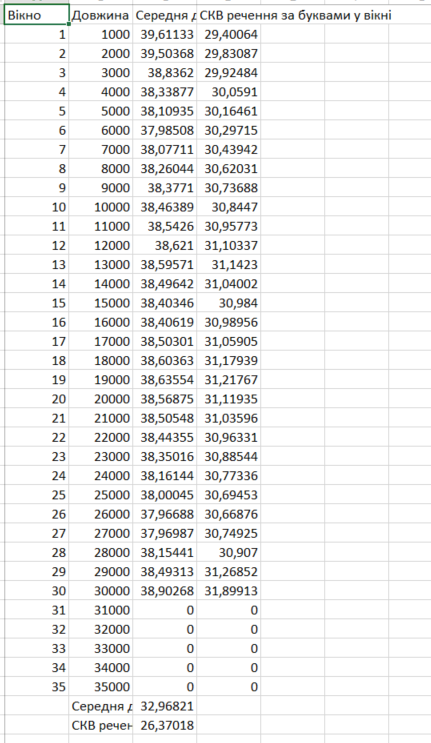 Вікно Довжина Середня д СКВ речення за буквами у вікні
1 1000 39,61133 29,40064
2 2000 39,50368 29,83087
3 3000 38,8362 29,92484
4 4000 38,33877 30,0591
5 5000 38,10935 30,16461
6 6000 37,98508 30,29715
7 7000 38,07711 30,43942
8 8000 38,26044 30,62031
9 9000 38,3771 30,73688
10 10000 38,46389 30,8447
11 11000 38,5426 30,95773
12 12000 38,621 31,10337
13 13000 38,59571 31,1423
14 14000 38,49642 31,04002
15 15000 38,40346 30,984
16 16000 38,40619 30,98956
17 17000 38,50301 31,05905
18 18000 38,60363 31,17939
19 19000 38,63554 31,21767
20 20000 38,56875 31,11935
21 21000 38,50548 31,03596
22 22000 38,44355 30,96331
23 23000 38,35016 30,88544
24 24000 38,16144 30,77336
25 25000 38,00045 30,69453
26 26000 37,96688 30,66876
27 27000 37,96987 30,74925
28 28000 38,15441 30,907
29 29000 38,49313 31,26852
30 30000 38,90268 31,89913
31 31000 0 0
32 32000 0 0
33 33000 0 0
34 34000 0 0
35 35000 0 0
Середня д 32,96821
СКВ речен 26,37018